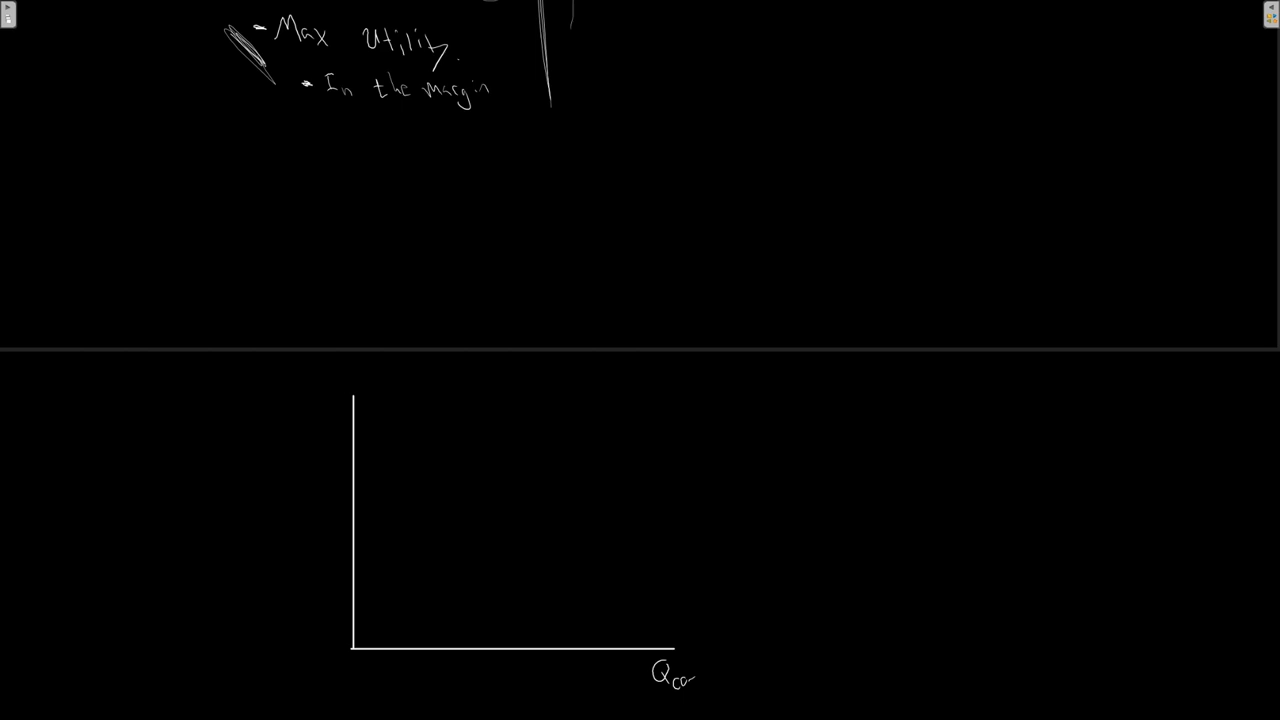 - Max Utility.
- In the margin
Qco